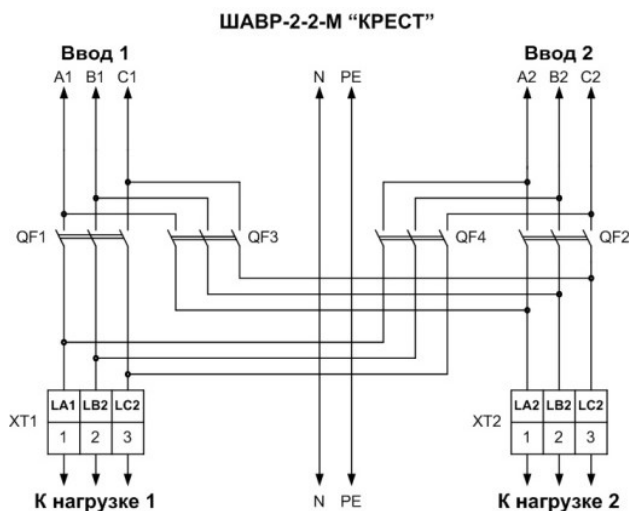 ШАВР-2-2-М “КРЕСТ”
Ввод 1 Ввод 2
A1 B1 C1 N PE A2 B2 C2
QF1 QF3 QF4 QF2
XT1 LA1 LB2 LC2 XT2 LA2 LB2 LC2
1 2 3 1 2 3
К нагрузке 1 N PE К нагрузке 2